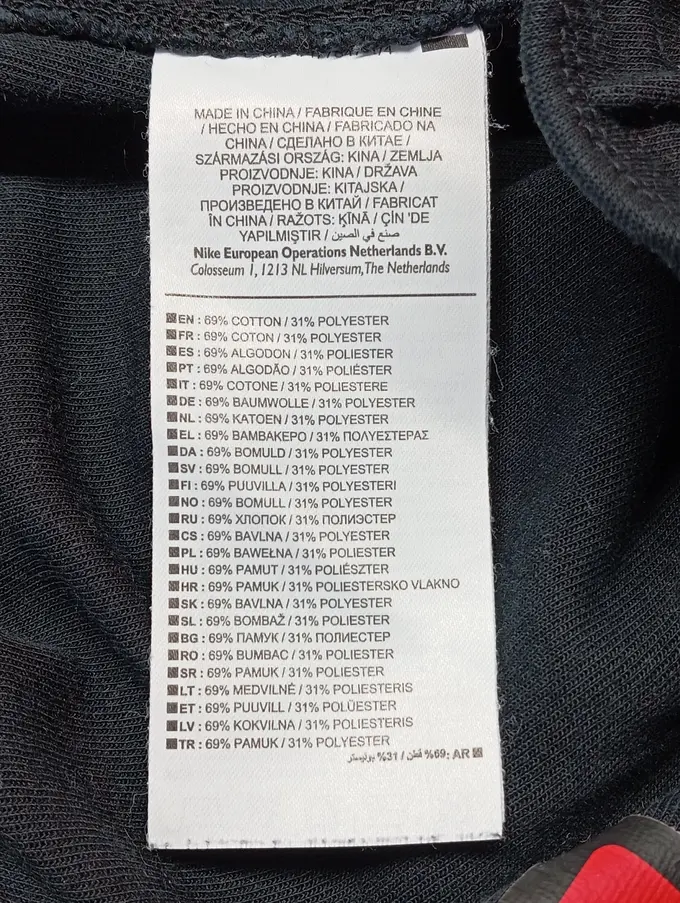 MADE IN CHINA / FABRIQUE EN CHINE
/ HECHO EN CHINA / FABRICADO NA
CHINA / СДЕЛАНО В КИТАЕ /
SZÁRMAZÁSI ORSZÁG: KINA / ZEMLJA
PROIZVODNJE: KINA / DRŽAVA
PROIZVODNJE: KITAJSKA /
ПРОИЗВЕДЕНО В КИТАЙ / FABRICAT
ÎN CHINA / RAŽOTS: ĶĪNĀ / ÇİN 'DE
YAPILMIŞTIR / صنع في الصين
Nike European Operations Netherlands B.V.
Colosseum 1, 1213 NL Hilversum, The Netherlands
EN : 69% COTTON / 31% POLYESTER
FR : 69% COTON / 31% POLYESTER
ES : 69% ALGODON / 31% POLIESTER
PT : 69% ALGODÃO / 31% POLIÉSTER
IT : 69% COTONE / 31% POLIESTERE
DE : 69% BAUMWOLLE / 31% POLYESTER
NL : 69% KATOEN / 31% POLYESTER
EL : 69% ΒΑΜΒΑΚΕΡΟ / 31% ΠΟΛΥΕΣΤΕΡΑΣ
DA : 69% BOMULD / 31% POLYESTER
SV : 69% BOMULL / 31% POLYESTER
FI : 69% PUUVILLA / 31% POLYESTERI
NO : 69% BOMULL / 31% POLYESTER
RU : 69% ХЛОПОК / 31% ПОЛИЭСТЕР
CS : 69% BAVLNA / 31% POLYESTER
PL : 69% BAWEŁNA / 31% POLIESTER
HU : 69% PAMUT / 31% POLIÉSZTER
HR : 69% PAMUK / 31% POLIESTERSKO VLAKNO
SK : 69% BAVLNA / 31% POLYESTER
SL : 69% BOMBAŽ / 31% POLIESTER
BG : 69% ПАМУК / 31% ПОЛИЕСТЕР
RO : 69% BUMBAC / 31% POLIESTER
SR : 69% PAMUK / 31% POLIESTER
LT : 69% MEDVILNĖ / 31% POLIESTERIS
ET : 69% PUUVILL / 31% POLÜESTER
LV : 69% KOKVILNA / 31% POLIESTERIS
TR : 69% PAMUK / 31% POLYESTER
AR :69% قطن / 31% بوليستر